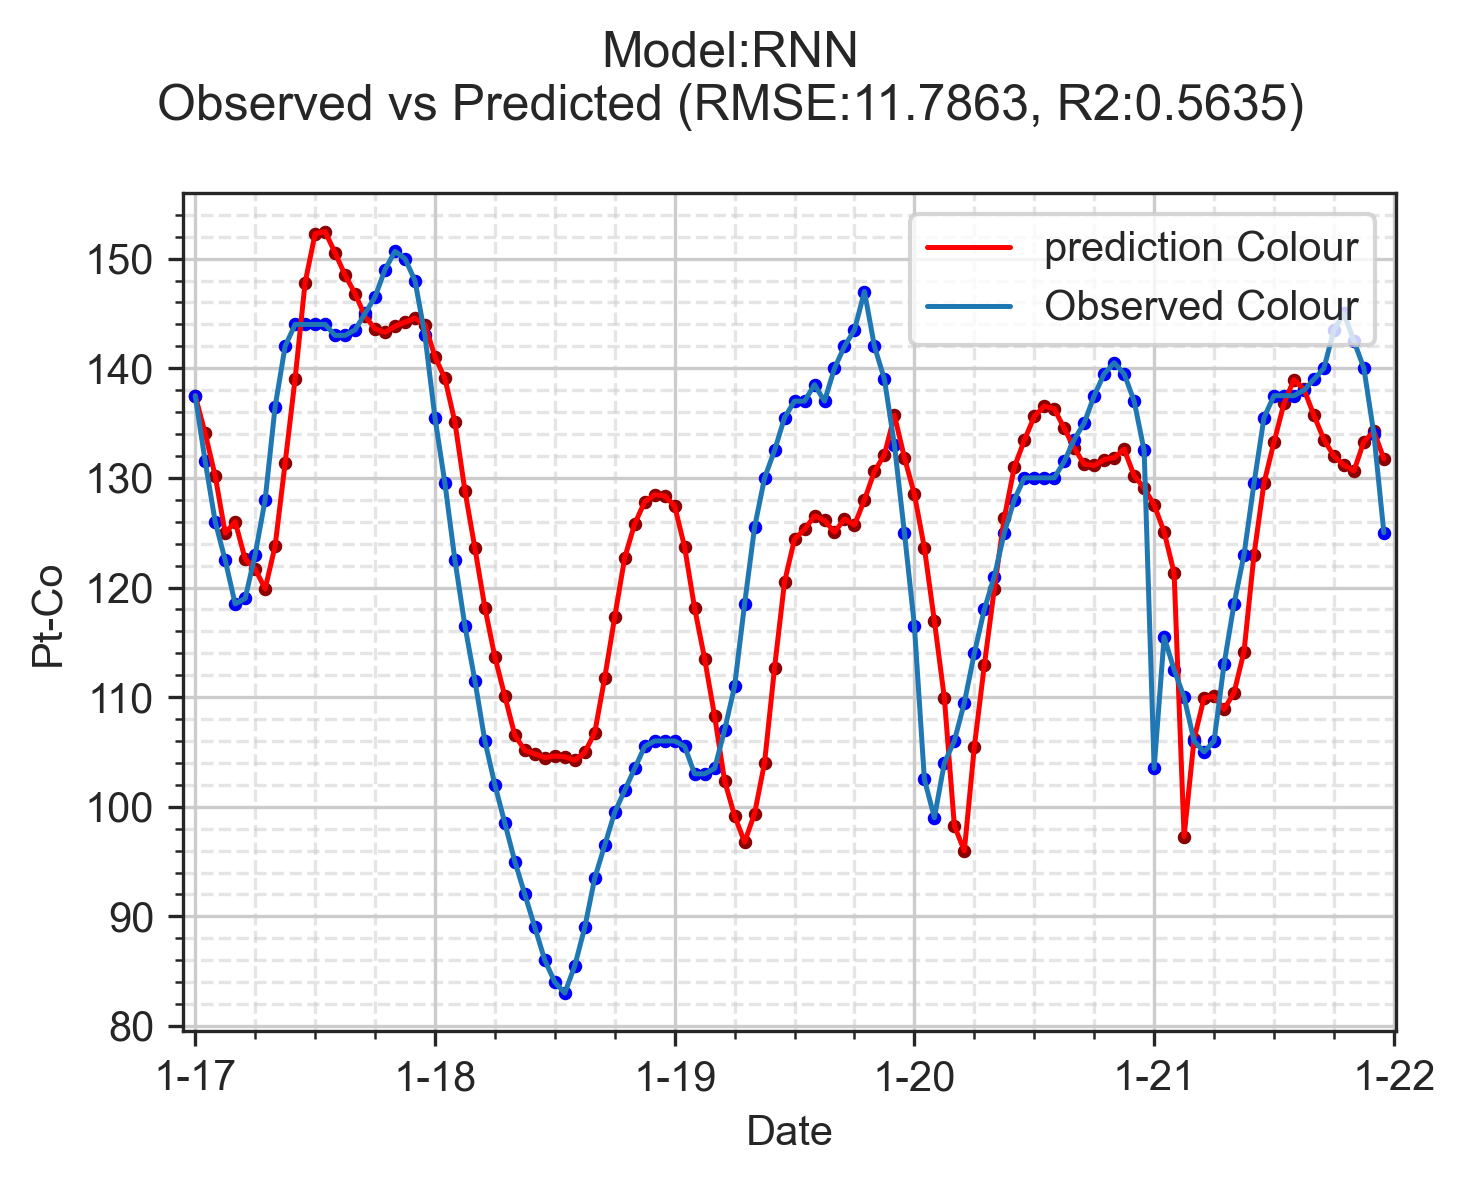 Model:RNN
Observed vs Predicted (RMSE:11.7863, R2:0.5635)
prediction Colour
Observed Colour
150
140
130
120
110
100
90
80
Pt-Co
1-17
1-18
1-19
1-20
1-21
1-22
Date